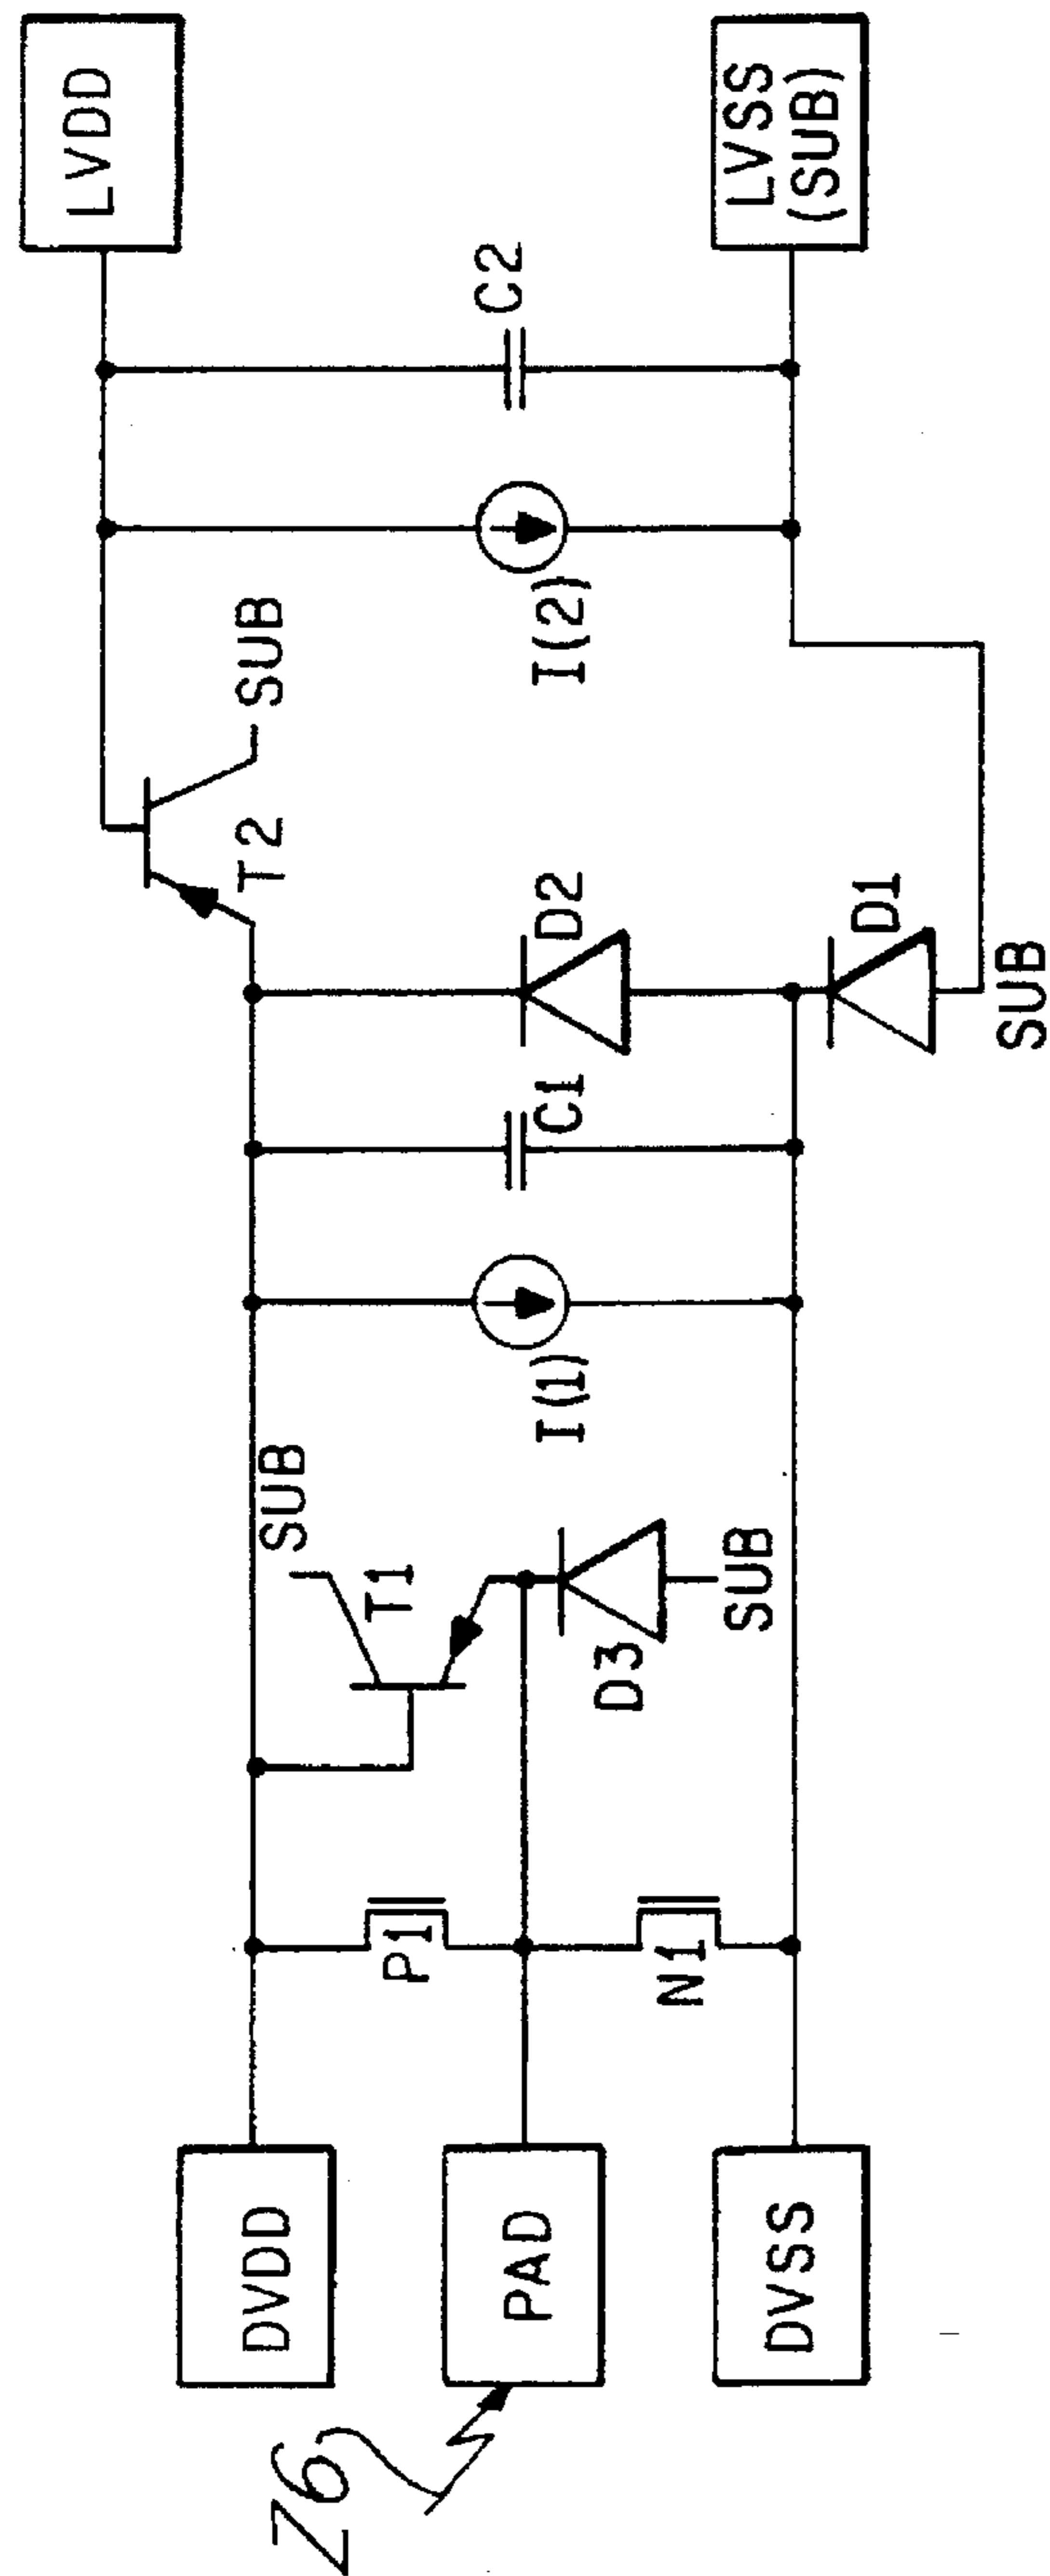 LVDD
SUB
T2
DVDD
SUB
26
T1
P1
C2
PAD
I(1)
C1
D2
I(2)
D3
N1
SUB
LVSS
(SUB)
DVSS
D1
SUB